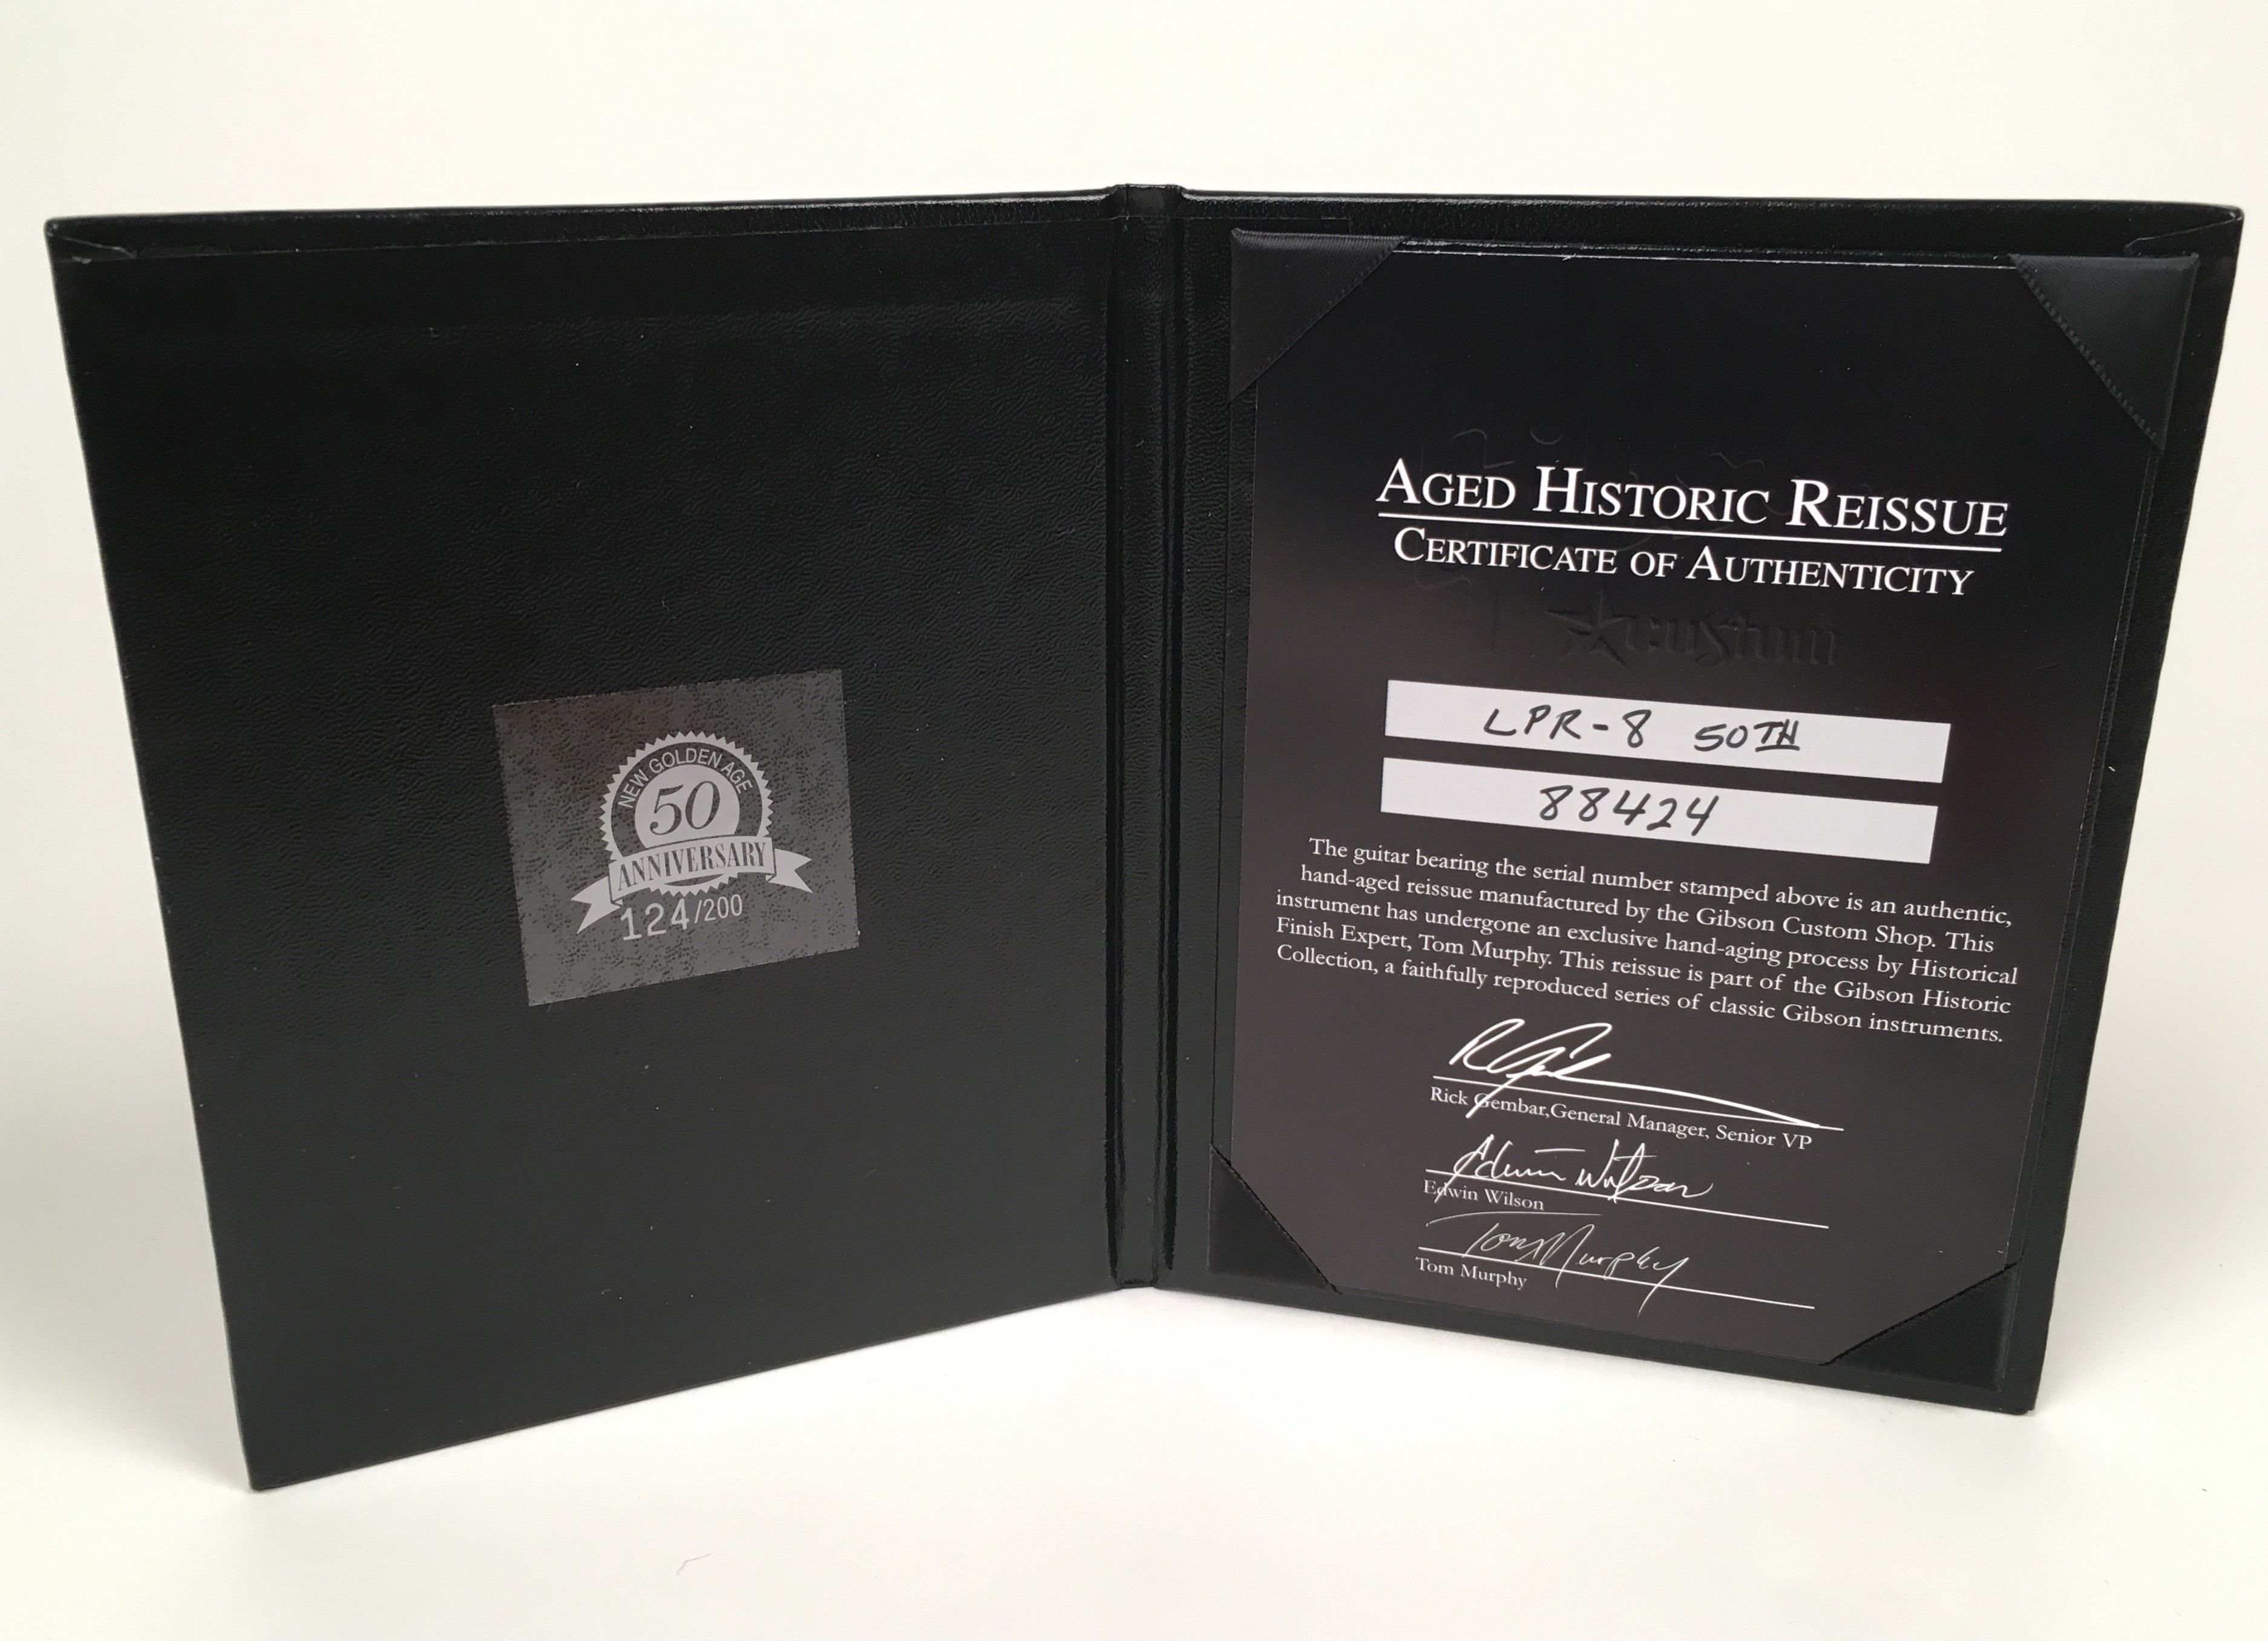 NEW GOLDEN AGE
50
ANNIVERSARY
124/200
AGED HISTORIC REISSUE
CERTIFICATE OF AUTHENTICITY
custom
LPR-8 50TH
88424
The guitar bearing the serial number stamped above is an authentic,
hand-aged reissue manufactured by the Gibson Custom Shop. This
instrument has undergone an exclusive hand-aging process by Historical
Finish Expert, Tom Murphy. This reissue is part of the Gibson Historic
Collection, a faithfully reproduced series of classic Gibson instruments.
Rick Gembar,General Manager, Senior VP
Edwin Wilson
Edwin Wilson
Tom Murphy
Tom Murphy